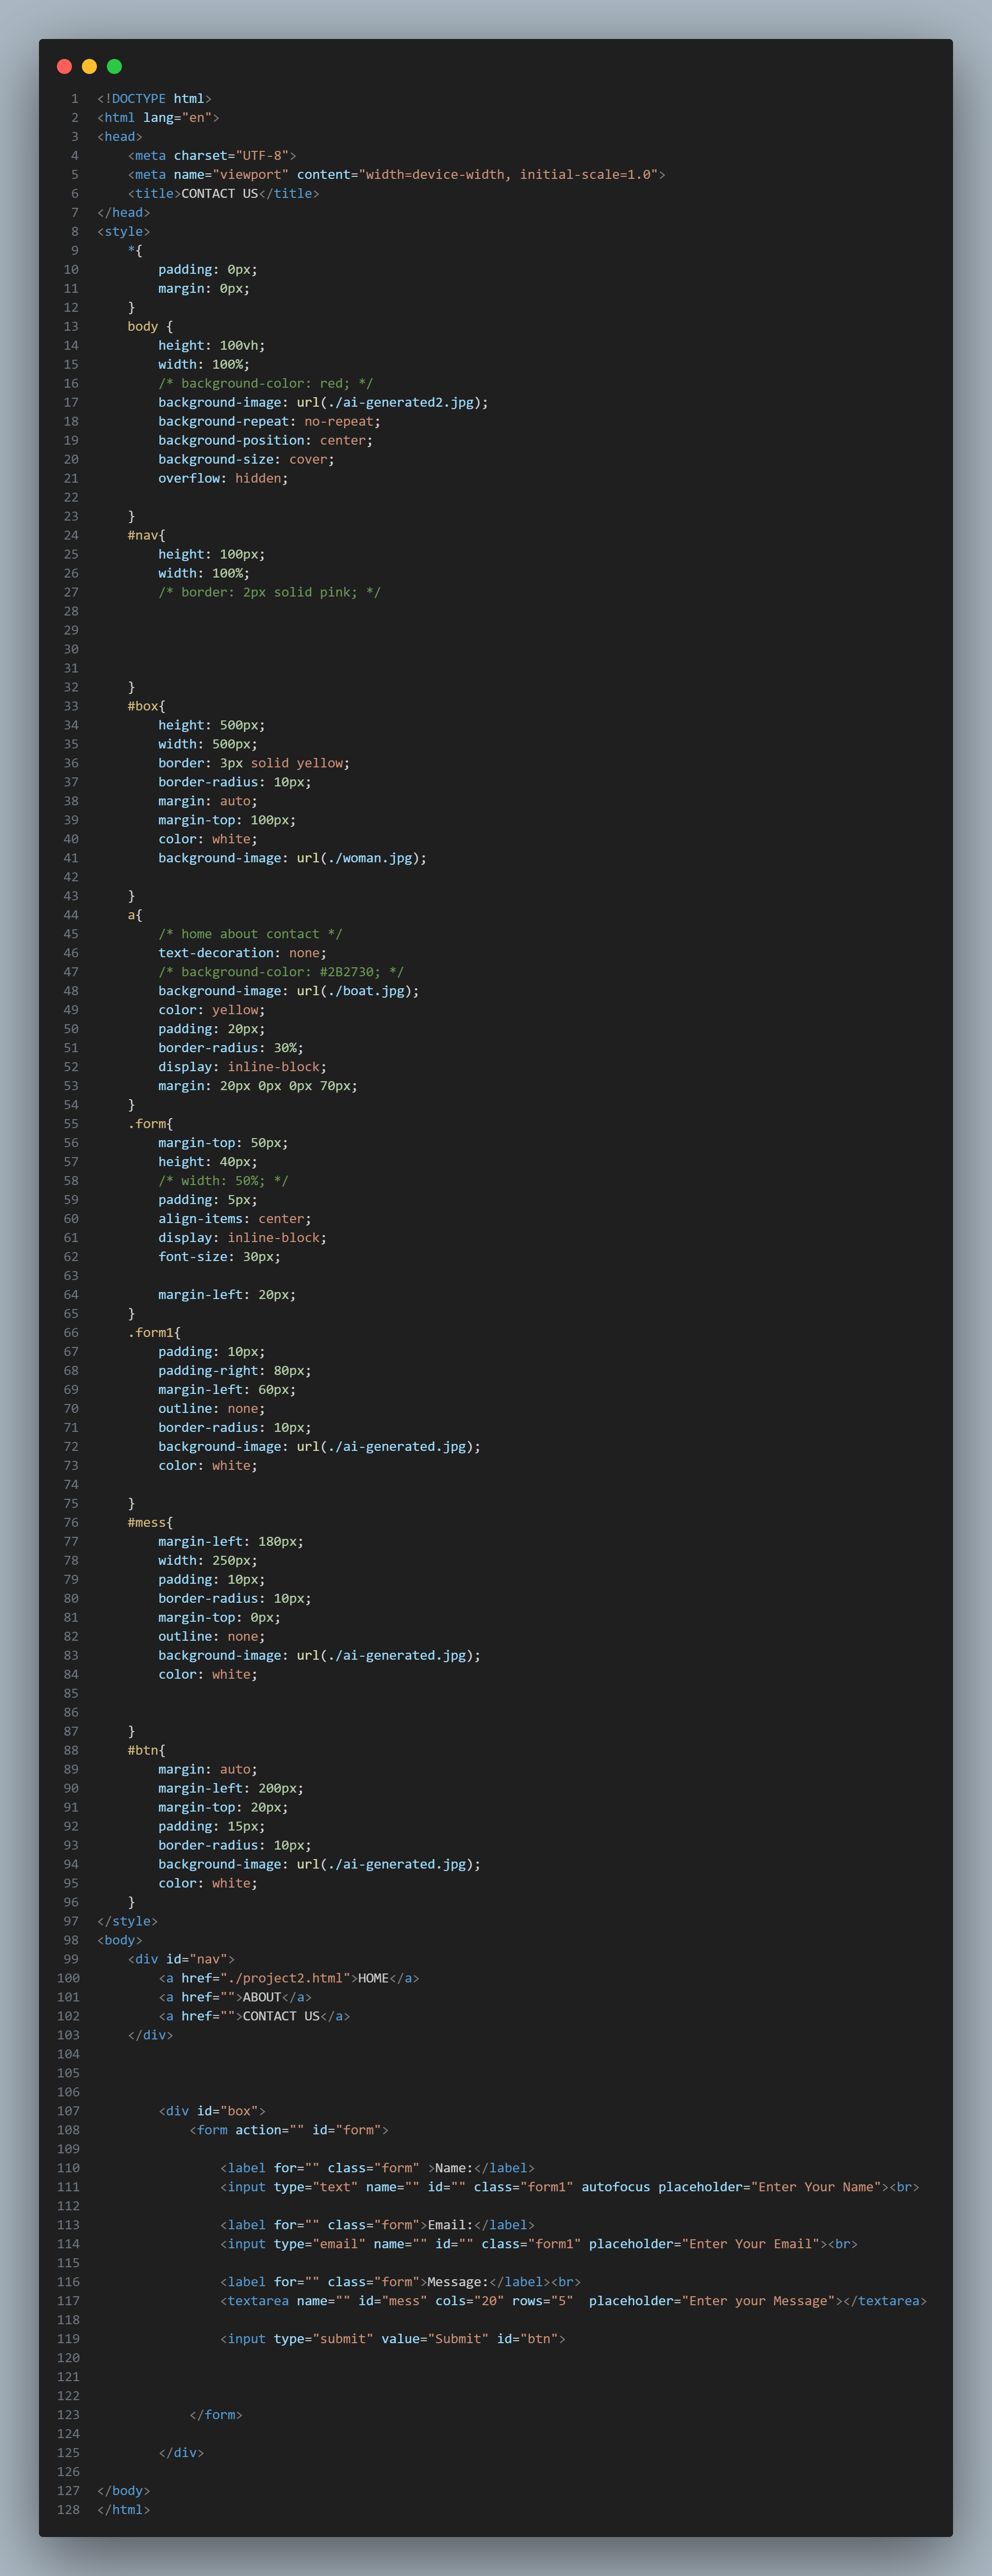 1 <!DOCTYPE html>
2 <html lang="en">
3 <head>
4     <meta charset="UTF-8">
5     <meta name="viewport" content="width=device-width, initial-scale=1.0">
6     <title>CONTACT US</title>
7 </head>
8 <style>
9     *{
10         padding: 0px;
11         margin: 0px;
12     }
13     body {
14         height: 100vh;
15         width: 100%;
16         /* background-color: red; */
17         background-image: url(./ai-generated2.jpg);
18         background-repeat: no-repeat;
19         background-position: center;
20         background-size: cover;
21         overflow: hidden;
22
23     }
24     #nav{
25         height: 100px;
26         width: 100%;
27         /* border: 2px solid pink; */
28
29
30
31
32     }
33     #box{
34         height: 500px;
35         width: 500px;
36         border: 3px solid yellow;
37         border-radius: 10px;
38         margin: auto;
39         margin-top: 100px;
40         color: white;
41         background-image: url(./woman.jpg);
42
43     }
44     a{
45         /* home about contact */
46         text-decoration: none;
47         /* background-color: #2B2730; */
48         background-image: url(./boat.jpg);
49         color: yellow;
50         padding: 20px;
51         border-radius: 30%;
52         display: inline-block;
53         margin: 20px 0px 0px 70px;
54     }
55     .form{
56         margin-top: 50px;
57         height: 40px;
58         /* width: 50%; */
59         padding: 5px;
60         align-items: center;
61         display: inline-block;
62         font-size: 30px;
63
64         margin-left: 20px;
65     }
66     .form1{
67         padding: 10px;
68         padding-right: 80px;
69         margin-left: 60px;
70         outline: none;
71         border-radius: 10px;
72         background-image: url(./ai-generated.jpg);
73         color: white;
74
75     }
76     #mess{
77         margin-left: 180px;
78         width: 250px;
79         padding: 10px;
80         border-radius: 10px;
81         margin-top: 0px;
82         outline: none;
83         background-image: url(./ai-generated.jpg);
84         color: white;
85
86
87     }
88     #btn{
89         margin: auto;
90         margin-left: 200px;
91         margin-top: 20px;
92         padding: 15px;
93         border-radius: 10px;
94         background-image: url(./ai-generated.jpg);
95         color: white;
96     }
97 </style>
98 <body>
99     <div id="nav">
100         <a href="./project2.html">HOME</a>
101         <a href="">ABOUT</a>
102         <a href="">CONTACT US</a>
103     </div>
104
105
106
107         <div id="box">
108             <form action="" id="form">
109
110                 <label for="" class="form" >Name:</label>
111                 <input type="text" name="" id="" class="form1" autofocus placeholder="Enter Your Name"><br>
112
113                 <label for="" class="form">Email:</label>
114                 <input type="email" name="" id="" class="form1" placeholder="Enter Your Email"><br>
115
116                 <label for="" class="form">Message:</label><br>
117                 <textarea name="" id="mess" cols="20" rows="5"  placeholder="Enter your Message"></textarea>
118
119                 <input type="submit" value="Submit" id="btn">
120
121
122
123             </form>
124
125         </div>
126
127 </body>
128 </html>